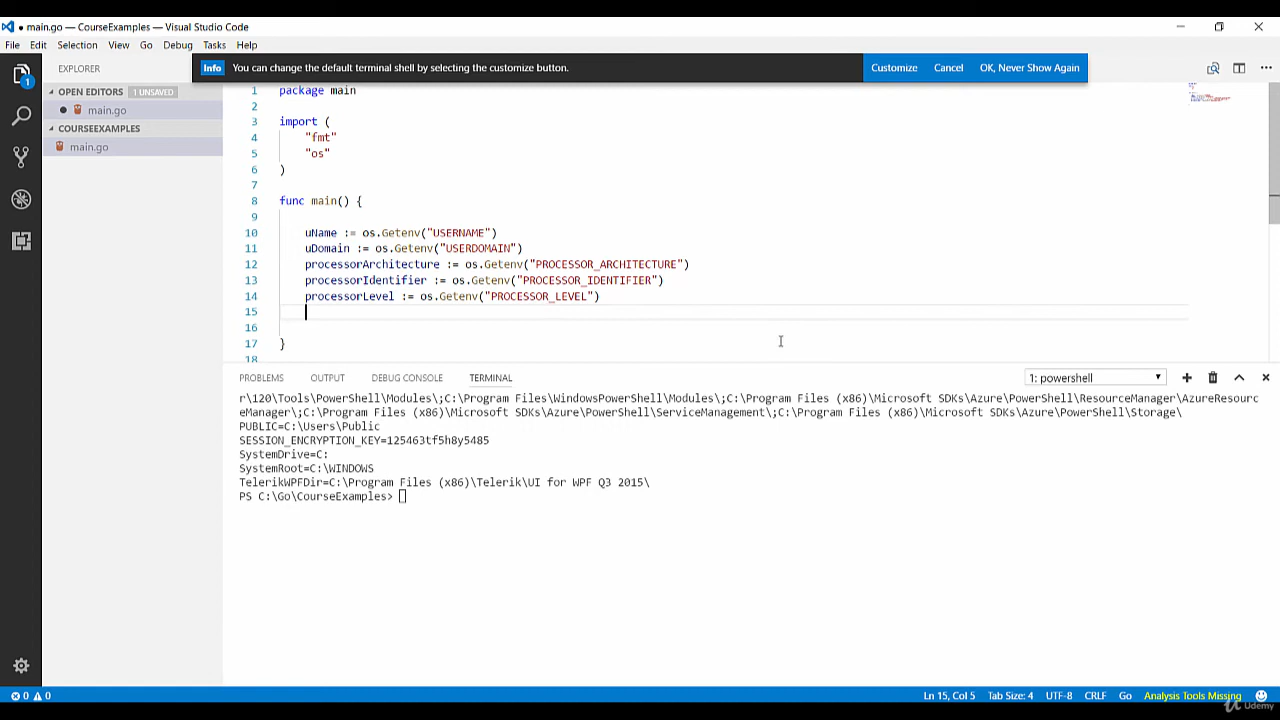 main.go — CourseExamples — Visual Studio Code
File Edit Selection View Go Debug Tasks Help
EXPLORER
Info You can change the default terminal shell by selecting the customize button. Customize Cancel OK, Never Show Again
OPEN EDITORS 1 UNSAVED
main.go
COURSEEXAMPLES
main.go
1
1 package main
2
3 import (
4 "fmt"
5 "os"
6 )
7
8 func main() {
9
10 uName := os.Getenv("USERNAME")
11 uDomain := os.Getenv("USERDOMAIN")
12 processorArchitecture := os.Getenv("PROCESSOR_ARCHITECTURE")
13 processorIdentifier := os.Getenv("PROCESSOR_IDENTIFIER")
14 processorLevel := os.Getenv("PROCESSOR_LEVEL")
15
16
17 }
18
PROBLEMS OUTPUT DEBUG CONSOLE TERMINAL 1: powershell
r\120\Tools\PowerShell\Modules\;C:\Program Files\WindowsPowerShell\Modules\;C:\Program Files (x86)\Microsoft SDKs\Azure\PowerShell\ResourceManager\AzureResourc
eManager\;C:\Program Files (x86)\Microsoft SDKs\Azure\PowerShell\ServiceManagement\;C:\Program Files (x86)\Microsoft SDKs\Azure\PowerShell\Storage\
PUBLIC=C:\Users\Public
SESSION_ENCRYPTION_KEY=125463tf5h8y5485
SystemDrive=C:
SystemRoot=C:\WINDOWS
TelerikWPFDir=C:\Program Files (x86)\Telerik\UI for WPF Q3 2015\
PS C:\Go\CourseExamples>
0 0 Ln 15, Col 5 Tab Size: 4 UTF-8 CRLF Go Analysis Tools Missing
Udemy